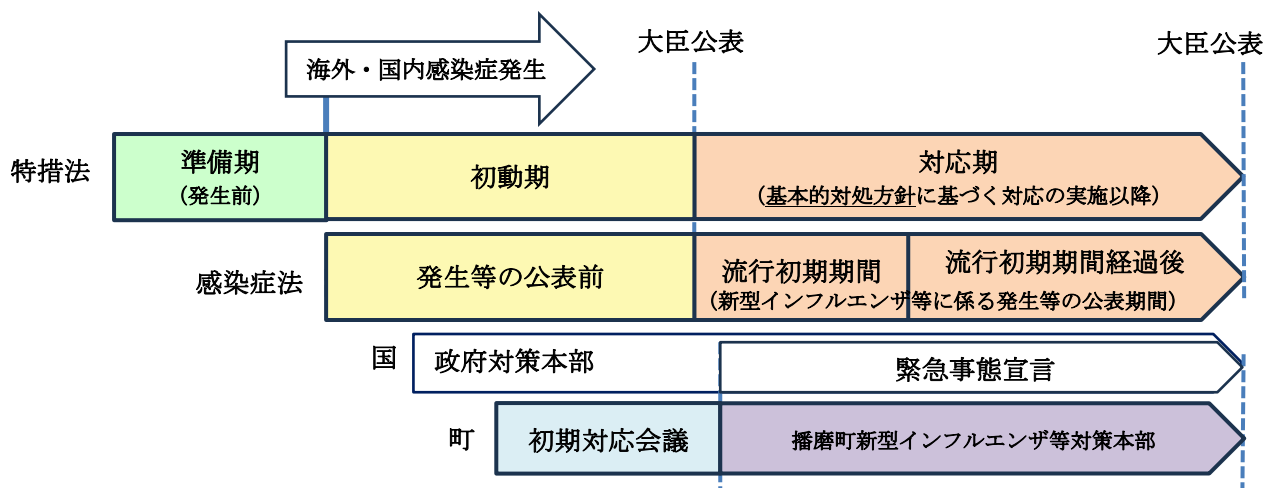 大臣公表
大臣公表
海外・国内感染症発生
特措法
準備期
(発生前)
初動期
対応期
(基本的対処方針に基づく対応の実施以降)
感染症法
発生等の公表前
流行初期期間
流行初期期間経過後
(新型インフルエンザ等に係る発生等の公表期間)
国
政府対策本部
緊急事態宣言
町
初期対応会議
播磨町新型インフルエンザ等対策本部